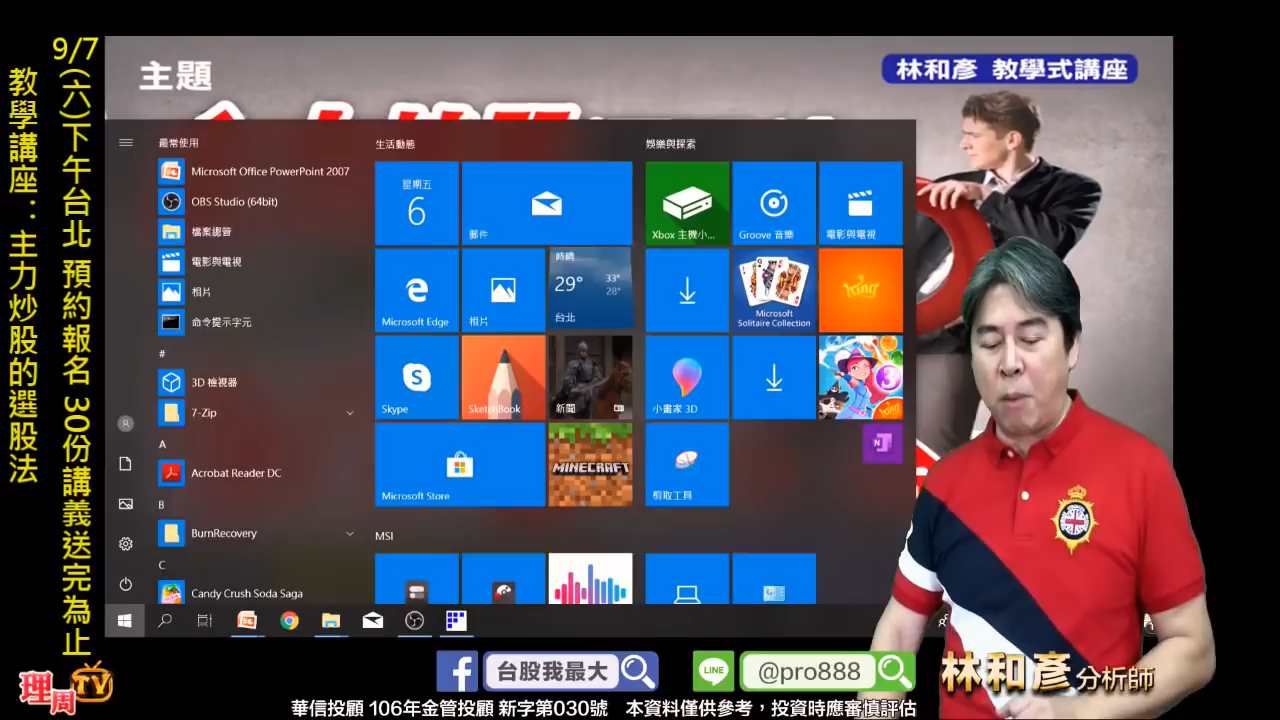 9/7(六)下午台北 預約報名 30份講義送完為止
教學講座：主力炒股的選股法
主題
林和彥 教學式講座
最常使用
Microsoft Office PowerPoint 2007
OBS Studio (64bit)
檔案總管
電影與電視
相片
命令提示字元
#
3D 檢視器
7-Zip
A
Acrobat Reader DC
B
BurnRecovery
C
Candy Crush Soda Saga
生活動態
星期五
6
郵件
Microsoft Edge
相片
時晴
29°
33°
28°
台北
Skype
SketchBook
新聞
Microsoft Store
MINECRAFT
MSI
娛樂與探索
Xbox 主機小...
Groove 音樂
電影與電視
Microsoft
Solitaire Collection
King
小畫家 3D
3
King
N
剪取工具
理周TV
台股我最大
LINE
@pro888
林和彥分析師
華信投顧 106年金管投顧 新字第030號 本資料僅供參考，投資時應審慎評估